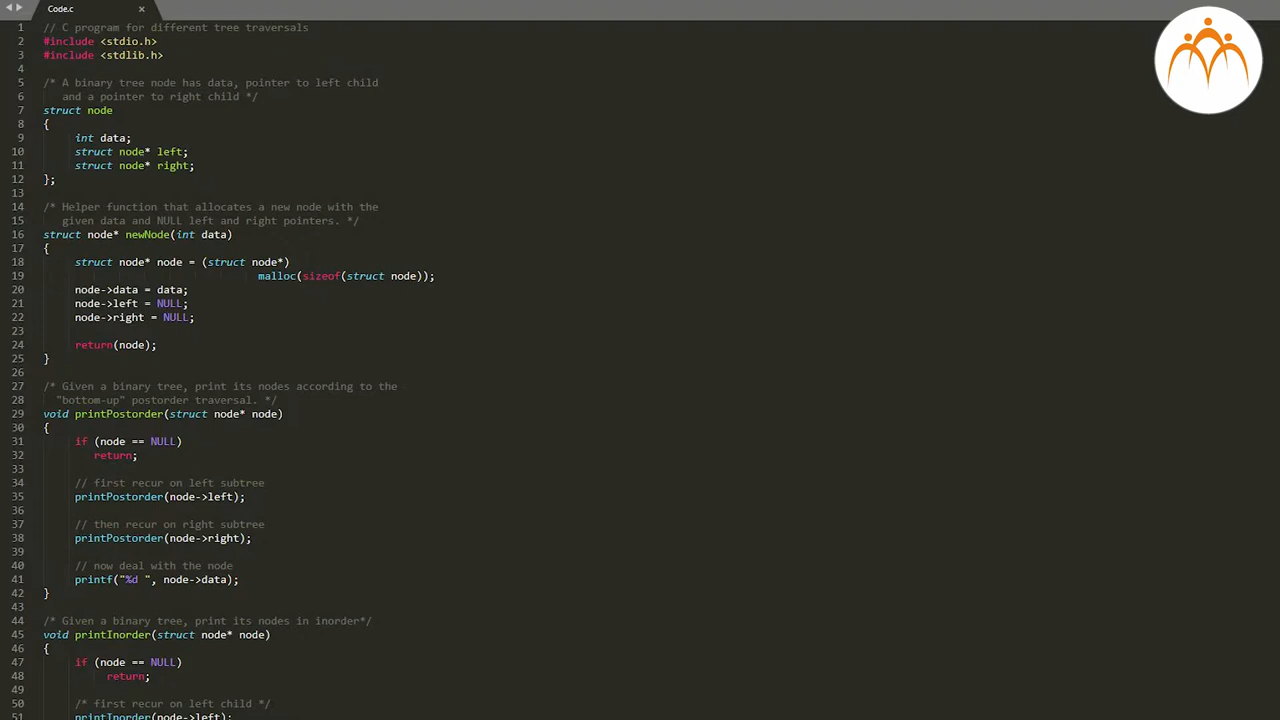 Code.c
1 // C program for different tree traversals
2 #include <stdio.h>
3 #include <stdlib.h>
4
5 /* A binary tree node has data, pointer to left child
6    and a pointer to right child */
7 struct node
8 {
9      int data;
10      struct node* left;
11      struct node* right;
12 };
13
14 /* Helper function that allocates a new node with the
15    given data and NULL left and right pointers. */
16 struct node* newNode(int data)
17 {
18      struct node* node = (struct node*)
19                                   malloc(sizeof(struct node));
20      node->data = data;
21      node->left = NULL;
22      node->right = NULL;
23
24      return(node);
25 }
26
27 /* Given a binary tree, print its nodes according to the
28   "bottom-up" postorder traversal. */
29 void printPostorder(struct node* node)
30 {
31      if (node == NULL)
32         return;
33
34      // first recur on left subtree
35      printPostorder(node->left);
36
37      // then recur on right subtree
38      printPostorder(node->right);
39
40      // now deal with the node
41      printf("%d ", node->data);
42 }
43
44 /* Given a binary tree, print its nodes in inorder*/
45 void printInorder(struct node* node)
46 {
47      if (node == NULL)
48           return;
49
50      /* first recur on left child */
51      printInorder(node->left);